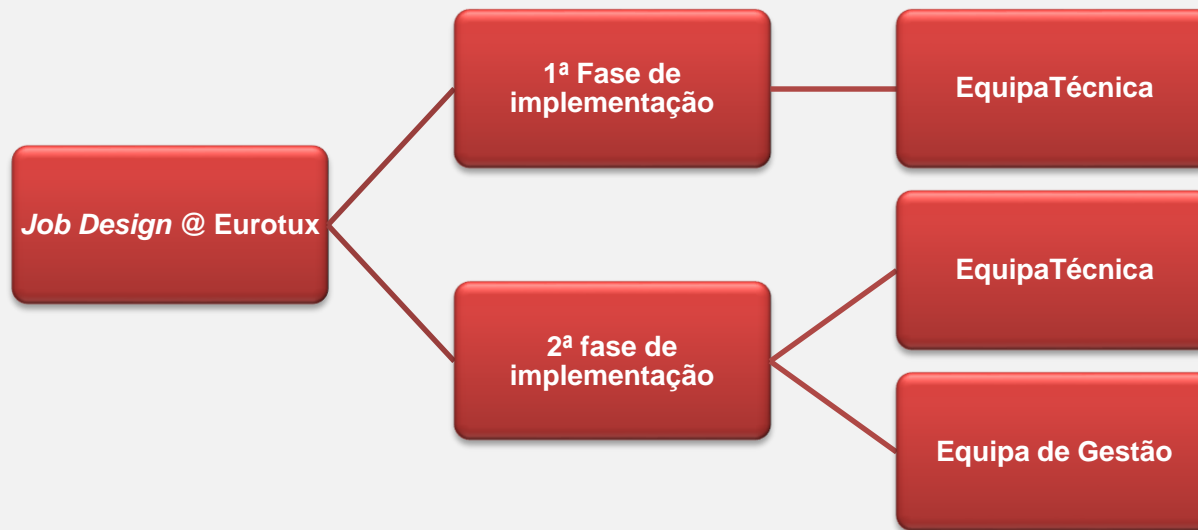 Job Design @ Eurotux
1ª Fase de
implementação
EquipaTécnica
2ª fase de
implementação
EquipaTécnica
Equipa de Gestão